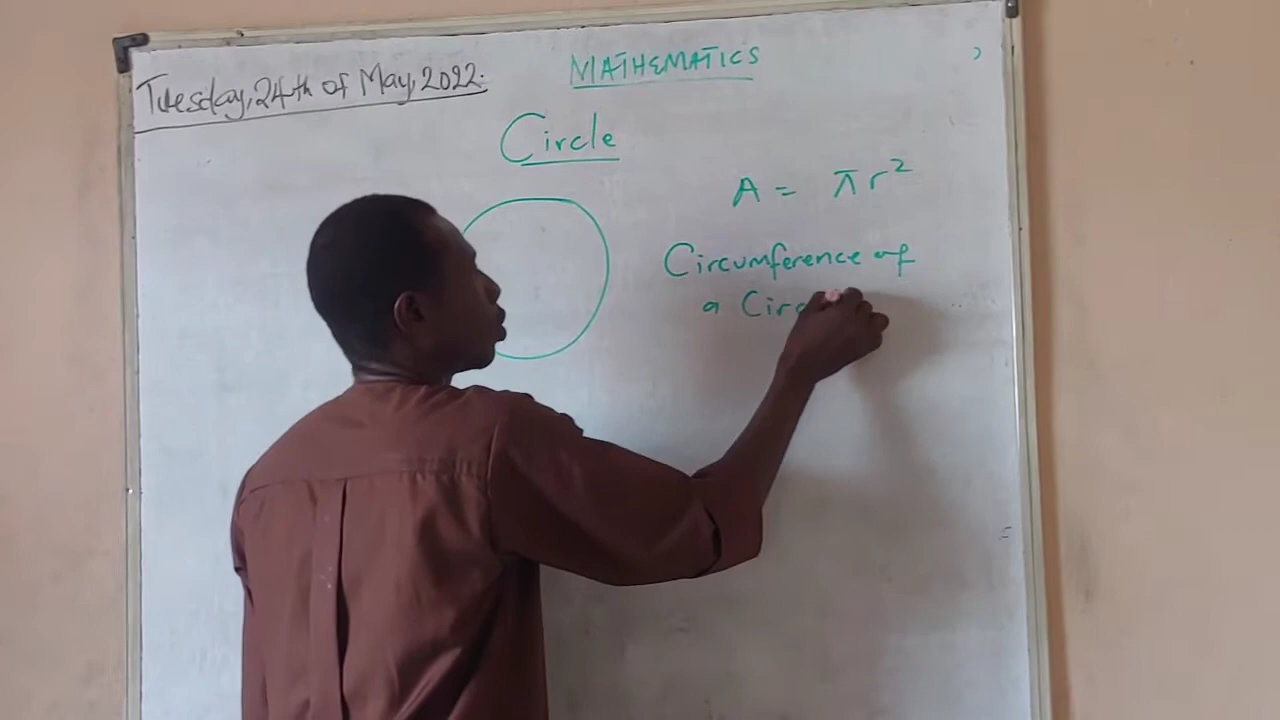 Tuesday, 24th of May, 2022.
MATHEMATICS
Circle
A = πr²
Circumference of
a Circ